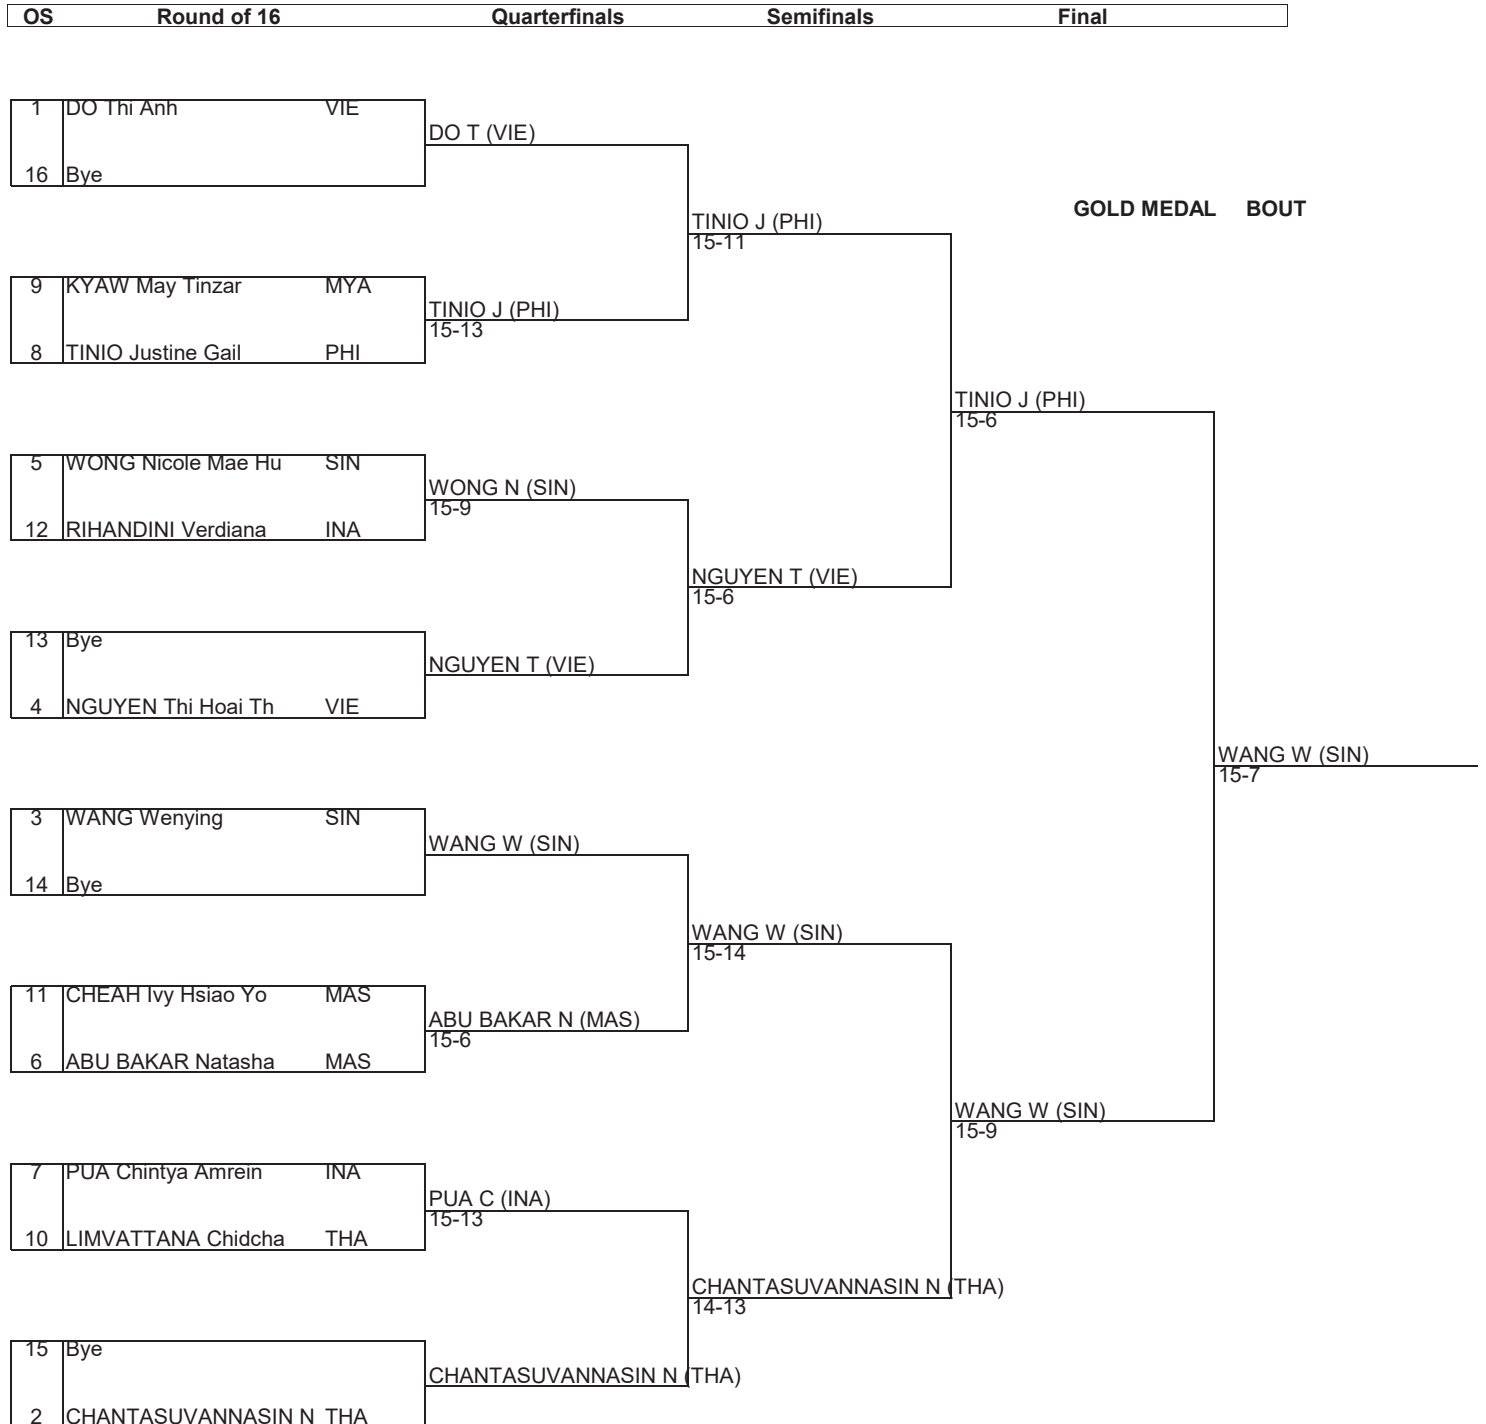 OS Round of 16 Quarterfinals Semifinals Final
1 DO Thi Anh VIE
DO T (VIE)
16 Bye
GOLD MEDAL BOUT
TINIO J (PHI)
15-11
9 KYAW May Tinzar MYA
TINIO J (PHI)
15-13
8 TINIO Justine Gail PHI
TINIO J (PHI)
15-6
5 WONG Nicole Mae Hu SIN
WONG N (SIN)
15-9
12 RIHANDINI Verdiana INA
NGUYEN T (VIE)
15-6
13 Bye
NGUYEN T (VIE)
4 NGUYEN Thi Hoai Th VIE
WANG W (SIN)
15-7
3 WANG Wenying SIN
WANG W (SIN)
14 Bye
WANG W (SIN)
15-14
11 CHEAH Ivy Hsiao Yo MAS
ABU BAKAR N (MAS)
15-6
6 ABU BAKAR Natasha MAS
WANG W (SIN)
15-9
7 PUA Chintya Amrein INA
PUA C (INA)
15-13
10 LIMVATTANA Chidcha THA
CHANTASUVANNASIN N (THA)
14-13
15 Bye
CHANTASUVANNASIN N (THA)
2 CHANTASUVANNASIN N THA